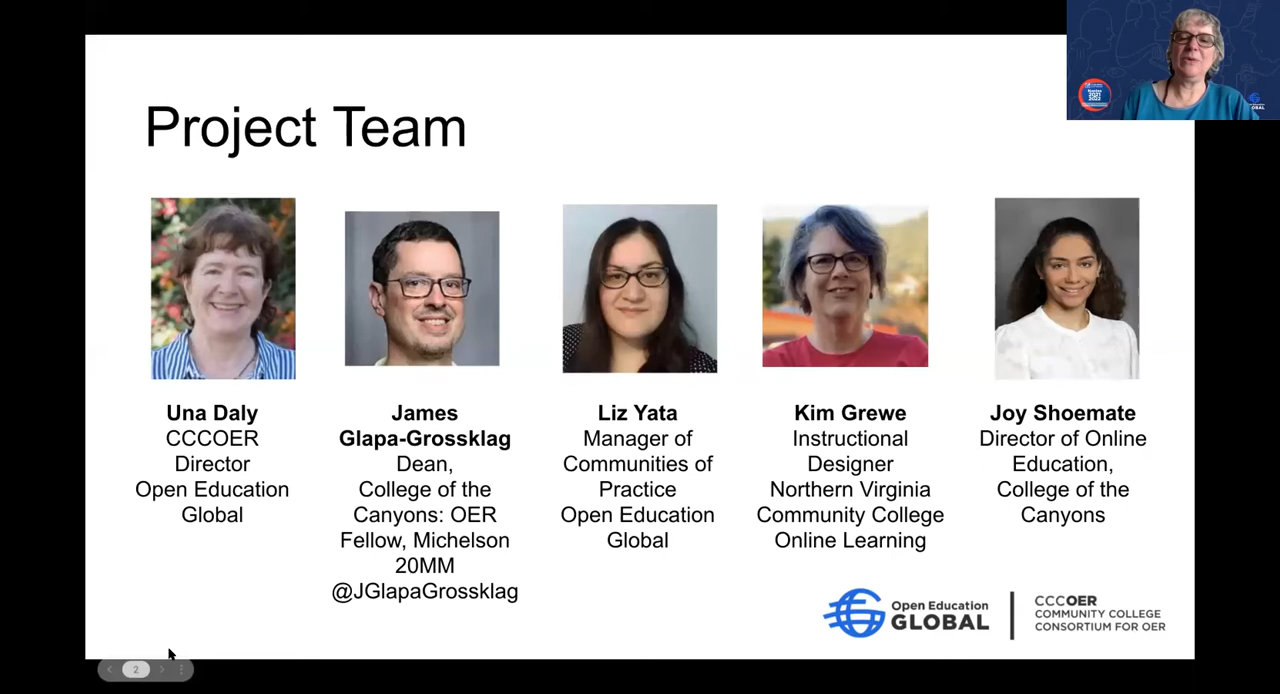 Project Team
Una Daly
CCCOER
Director
Open Education
Global
James
Glapa-Grossklag
Dean,
College of the
Canyons: OER
Fellow, Michelson
20MM
@JGlapaGrossklag
Liz Yata
Manager of
Communities of
Practice
Open Education
Global
Kim Grewe
Instructional
Designer
Northern Virginia
Community College
Online Learning
Joy Shoemate
Director of Online
Education,
College of the
Canyons
Open Education
GLOBAL
CCCOER
COMMUNITY COLLEGE
CONSORTIUM FOR OER
2